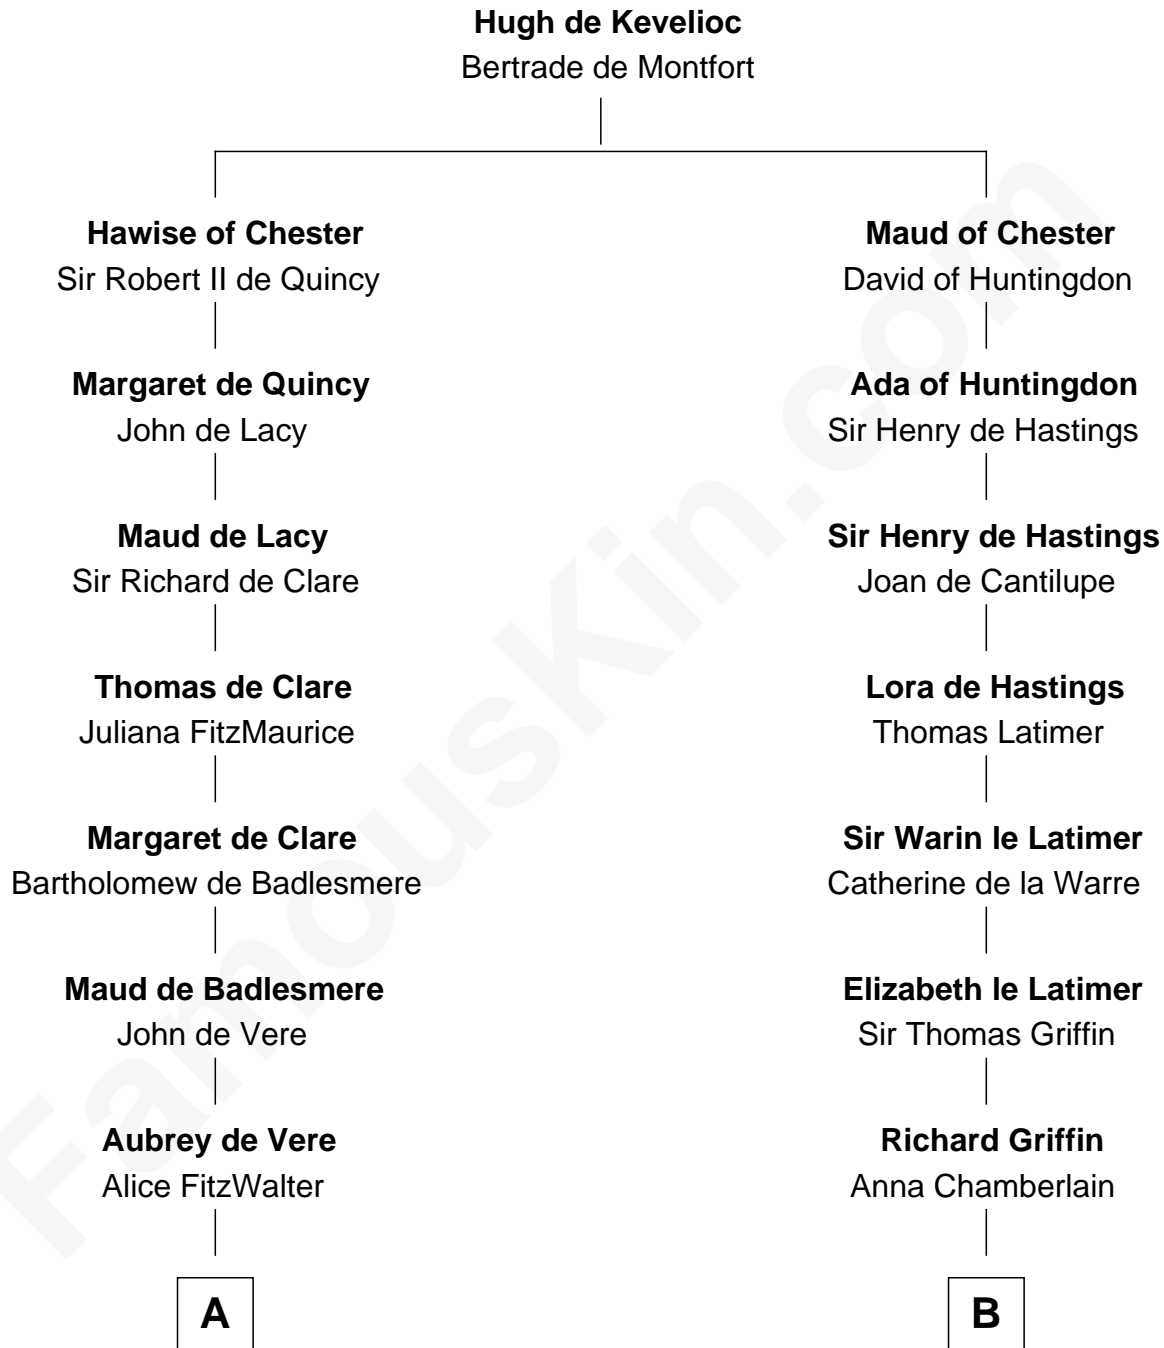 Hugh de Kevelioc
Bertrade de Montfort
Hawise of Chester
Sir Robert II de Quincy
Maud of Chester
David of Huntingdon
Margaret de Quincy
John de Lacy
Ada of Huntingdon
Sir Henry de Hastings
Maud de Lacy
Sir Richard de Clare
Sir Henry de Hastings
Joan de Cantilupe
Thomas de Clare
Juliana FitzMaurice
Lora de Hastings
Thomas Latimer
Margaret de Clare
Bartholomew de Badlesmere
Sir Warin le Latimer
Catherine de la Warre
Maud de Badlesmere
John de Vere
Elizabeth le Latimer
Sir Thomas Griffin
Aubrey de Vere
Alice FitzWalter
Richard Griffin
Anna Chamberlain
A
B
FamousKin.com